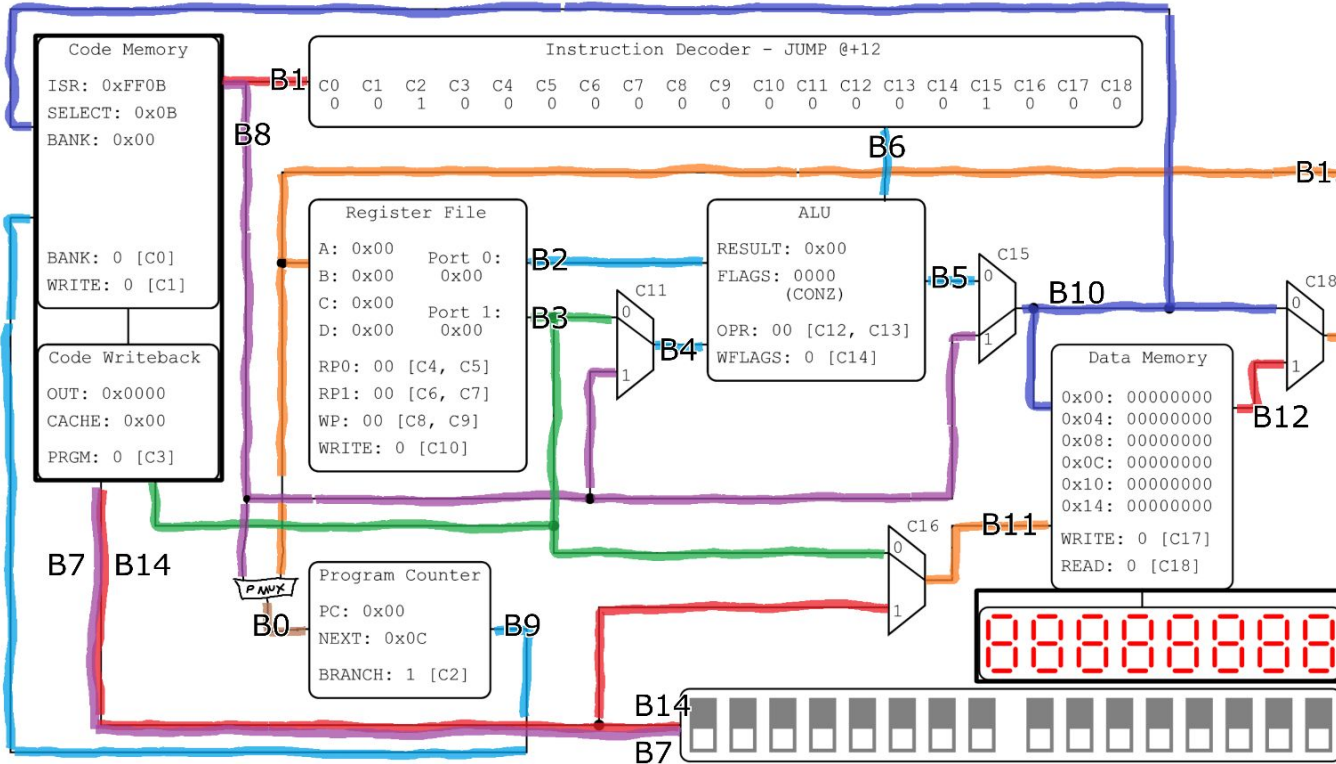 Code Memory
ISR: 0xFF0B
SELECT: 0x0B
BANK: 0x00
BANK: 0 [C0]
WRITE: 0 [C1]
Code Writeback
OUT: 0x0000
CACHE: 0x00
PRGM: 0 [C3]
B1
B8
Instruction Decoder - JUMP @+12
C0 C1 C2 C3 C4 C5 C6 C7 C8 C9 C10 C11 C12 C13 C14 C15 C16 C17 C18
0 0 1 0 0 0 0 0 0 0 0 0 0 0 0 1 0 0 0
B6
B1
Register File
A: 0x00
B: 0x00
C: 0x00
D: 0x00
Port 0:
0x00
Port 1:
0x00
RP0: 00 [C4, C5]
RP1: 00 [C6, C7]
WP: 00 [C8, C9]
WRITE: 0 [C10]
B2
B3
C11
0
1
B4
ALU
RESULT: 0x00
FLAGS: 0000
(CONZ)
OPR: 00 [C12, C13]
WFLAGS: 0 [C14]
B5
C15
0
1
B10
C18
0
1
Data Memory
0x00: 00000000
0x04: 00000000
0x08: 00000000
0x0C: 00000000
0x10: 00000000
0x14: 00000000
WRITE: 0 [C17]
READ: 0 [C18]
B12
C16
0
1
B11
B7 B14
P MUX
B0
Program Counter
PC: 0x00
NEXT: 0x0C
BRANCH: 1 [C2]
B9
88888888
B14
B7